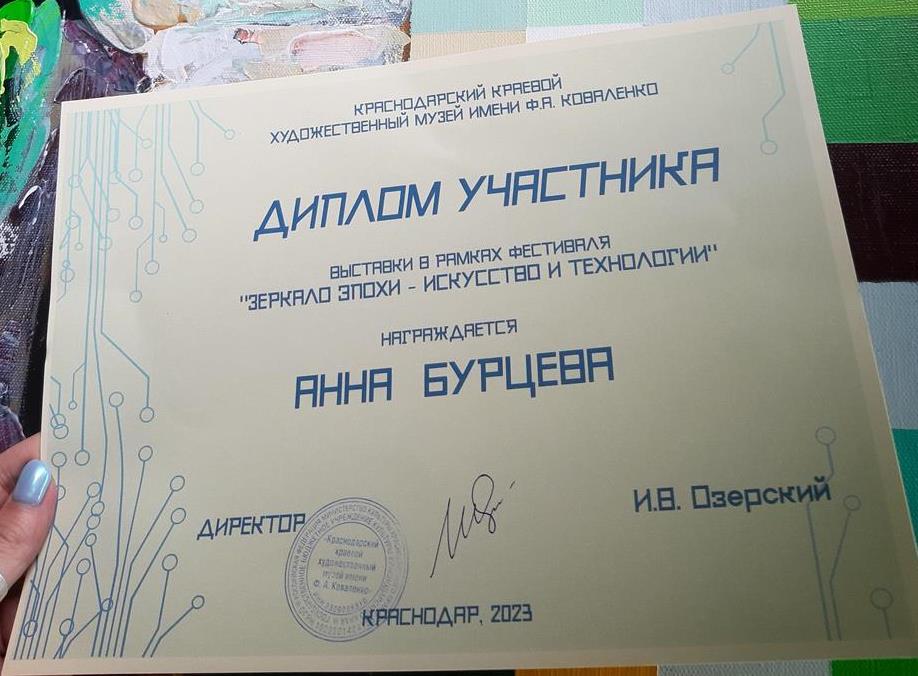 КРАСНОДАРСКИЙ КРАЕВОЙ
ХУДОЖЕСТВЕННЫЙ МУЗЕЙ ИМЕНИ Ф.А. КОВАЛЕНКО
ДИПЛОМ УЧАСТНИКА
ВЫСТАВКИ В РАМКАХ ФЕСТИВАЛЯ
"ЗЕРКАЛО ЭПОХИ - ИСКУССТВО И ТЕХНОЛОГИИ"
НАГРАЖДАЕТСЯ
АННА БУРЦЕВА
ДИРЕКТОР
И.В. Озерский
«Краснодарский
краевой
художественный
музей имени
Ф. А. Коваленко»
КРАСНОДАР, 2023